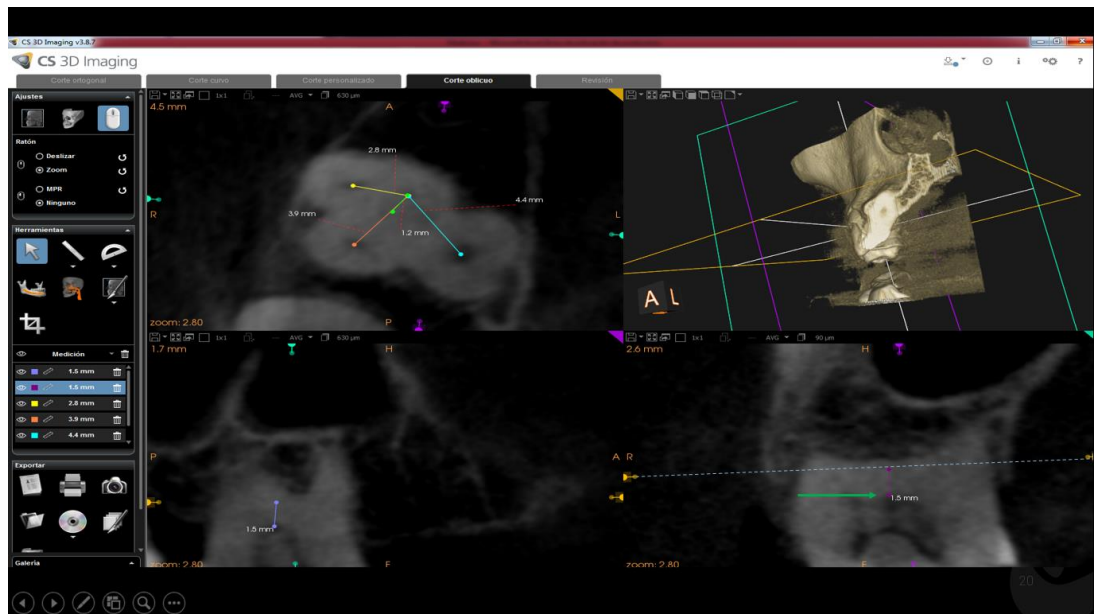 CS 3D Imaging v3.8.7
CS 3D Imaging
Corte ortogonal
Corte curvo
Corte personalizado
Corte oblicuo
Revisión
Ajustes
Ratón
Deslizar
Zoom
MPR
Ninguno
Herramientas
Medición
1.5 mm
1.5 mm
2.8 mm
3.9 mm
4.4 mm
Exportar
Galería
1x1
AVG
630 µm
4.5 mm
A
2.8 mm
4.4 mm
3.9 mm
R
L
1.2 mm
zoom: 2.80
P
A L
1x1
AVG
630 µm
1.7 mm
H
P
A
1.5 mm
zoom: 2.80
F
1x1
AVG
90 µm
2.6 mm
H
R
1.5 mm
zoom: 2.80
F
20